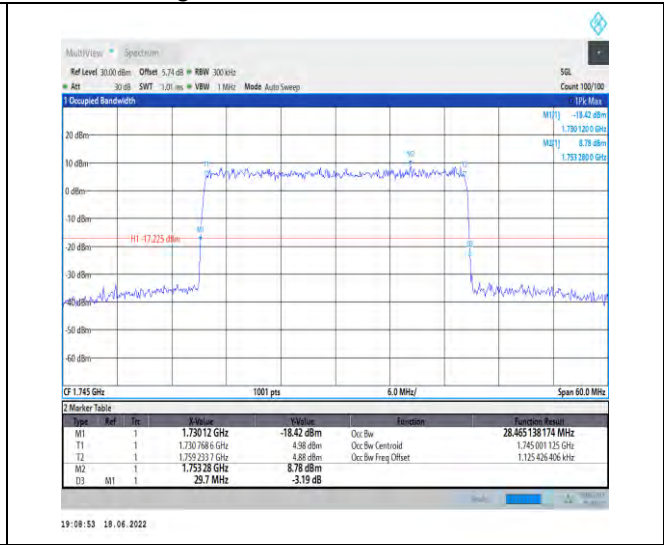 MultiView Spectrum
Ref Level 30.00 dBm Offset 5.74 dB RBW 300 kHz SGL
Att 30 dB SWT 1.01 ms VBW 1 MHz Mode Auto Sweep Count 100/100
1 Occupied Bandwidth 1Pk Max
M1[1] -18.42 dBm
1.730 120 0 GHz
M2[1] 8.78 dBm
1.753 280 0 GHz
20 dBm
10 dBm
0 dBm
-10 dBm
-20 dBm
-30 dBm
-40 dBm
-50 dBm
-60 dBm
M2
T1
T2
M1
H1 -17.225 dBm
CF 1.745 GHz 1001 pts 6.0 MHz/ Span 60.0 MHz
2 Marker Table
Type Ref Trc X-Value Y-Value Function Function Result
M1 1 1.73012 GHz -18.42 dBm Occ Bw 28.465 138 174 MHz
T1 1 1.730 768 6 GHz 4.98 dBm Occ Bw Centroid 1.745 001 125 GHz
T2 1 1.759 233 7 GHz 4.88 dBm Occ Bw Freq Offset 1.125 426 406 kHz
M2 1 1.753 28 GHz 8.78 dBm
D3 M1 1 29.7 MHz -3.19 dB
19:08:53 18.06.2022